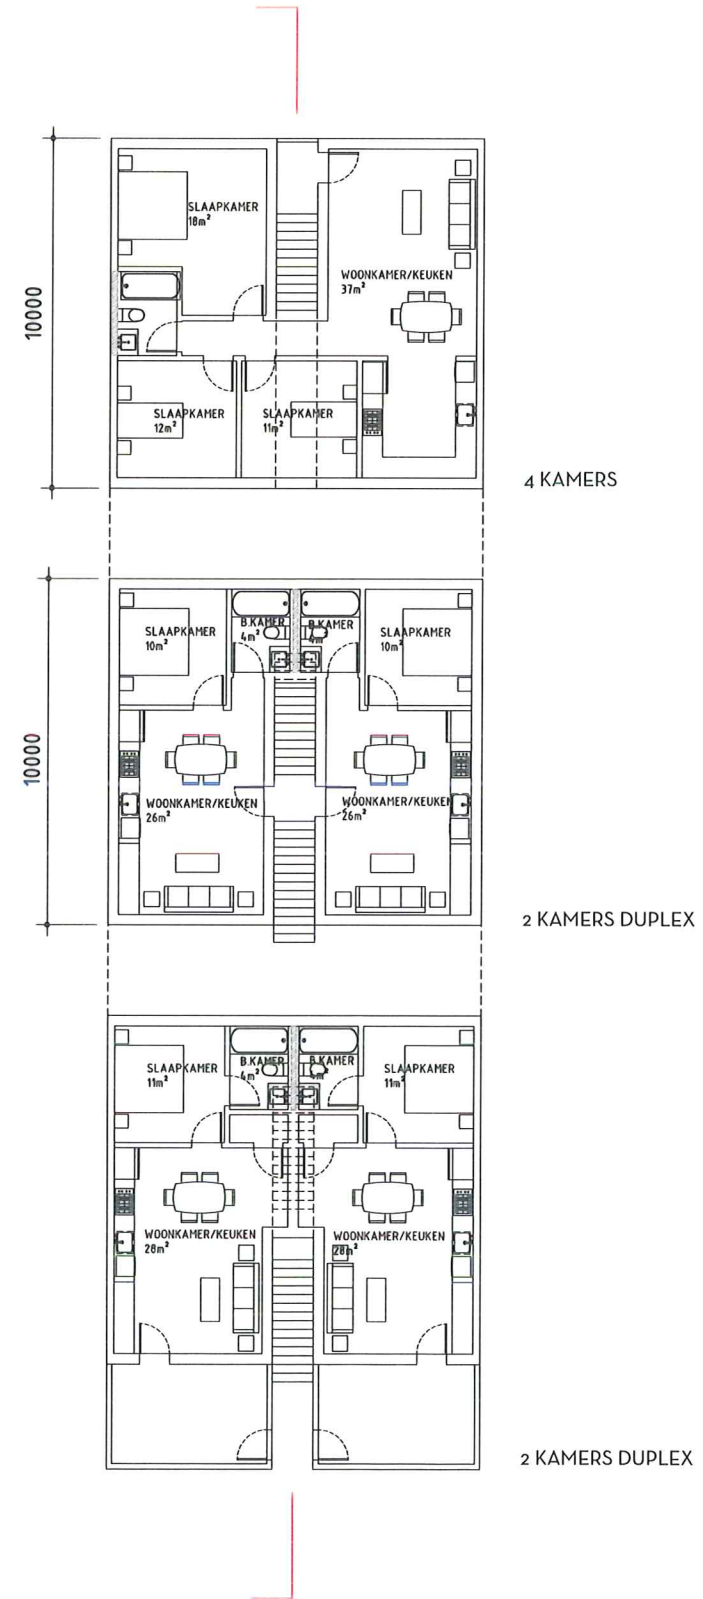 SLAAPKAMER
18m²
WOONKAMER/KEUKEN
37m²
10000
SLAAPKAMER
12m²
SLAAPKAMER
11m²
4 KAMERS
B.KAMER
4m²
B.KAMER
4m²
SLAAPKAMER
10m²
SLAAPKAMER
10m²
10000
WOONKAMER/KEUKEN
26m²
WOONKAMER/KEUKEN
26m²
2 KAMERS DUPLEX
B.KAMER
4m²
B.KAMER
4m²
SLAAPKAMER
11m²
SLAAPKAMER
11m²
WOONKAMER/KEUKEN
28m²
WOONKAMER/KEUKEN
28m²
2 KAMERS DUPLEX